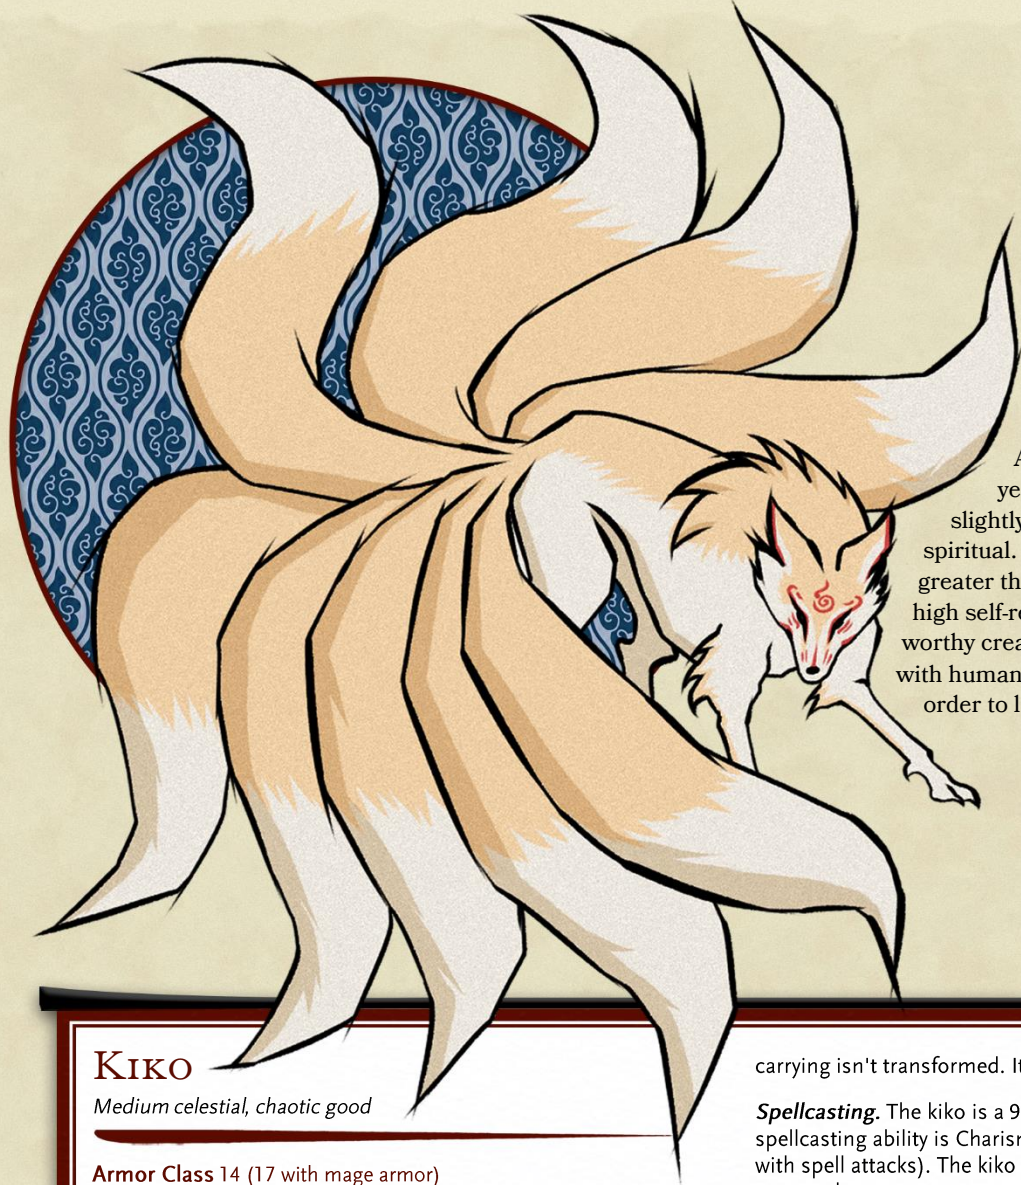 A
ye
slightly
spiritual.
greater th
high self-re
worthy crea
with human
order to l
KIKO
Medium celestial, chaotic good
Armor Class 14 (17 with mage armor)
carrying isn't transformed. It
Spellcasting. The kiko is a 9
spellcasting ability is Charism
with spell attacks). The kiko